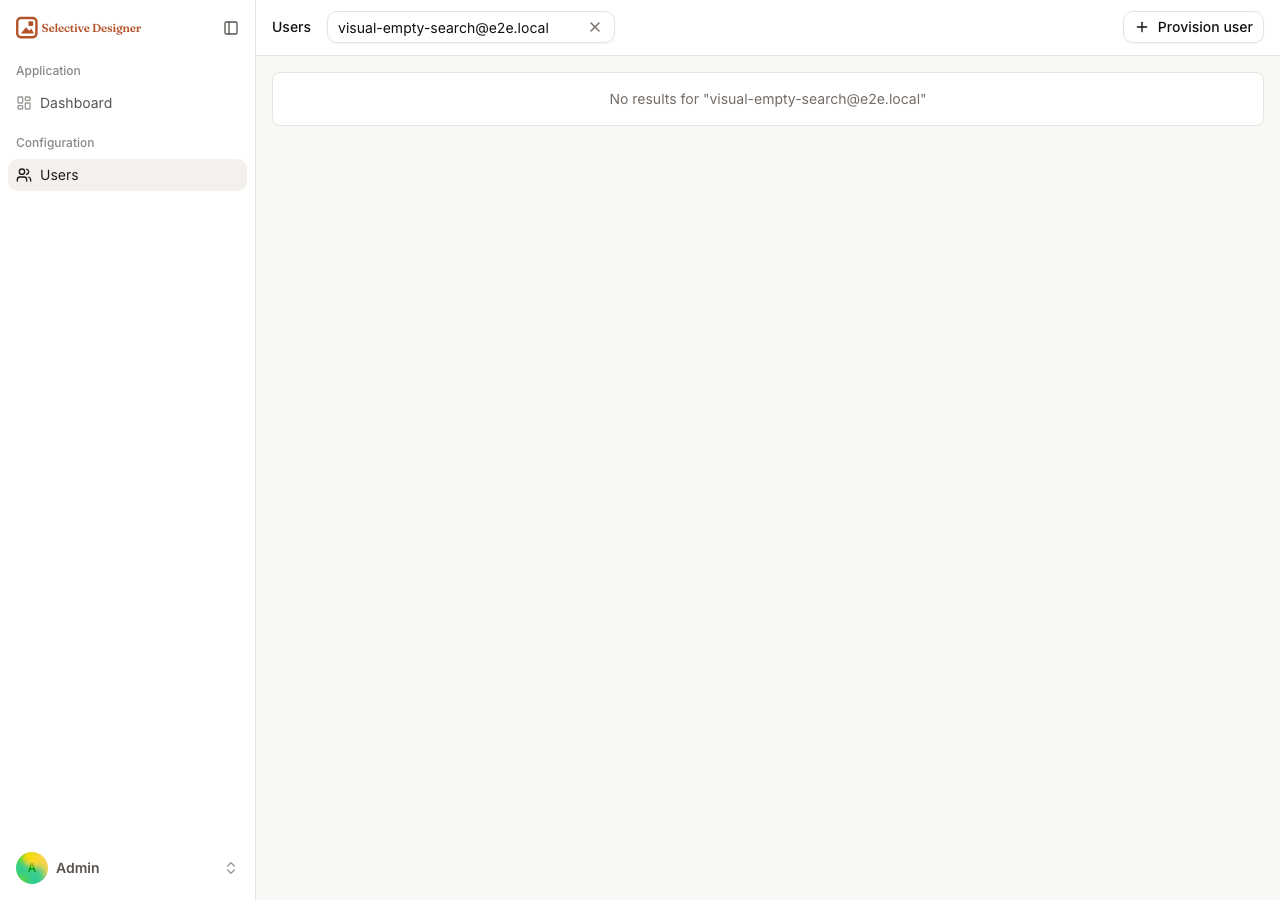 Selective Designer
Application
Dashboard
Configuration
Users
A
Admin
Users
visual-empty-search@e2e.local
Provision user
No results for "visual-empty-search@e2e.local"